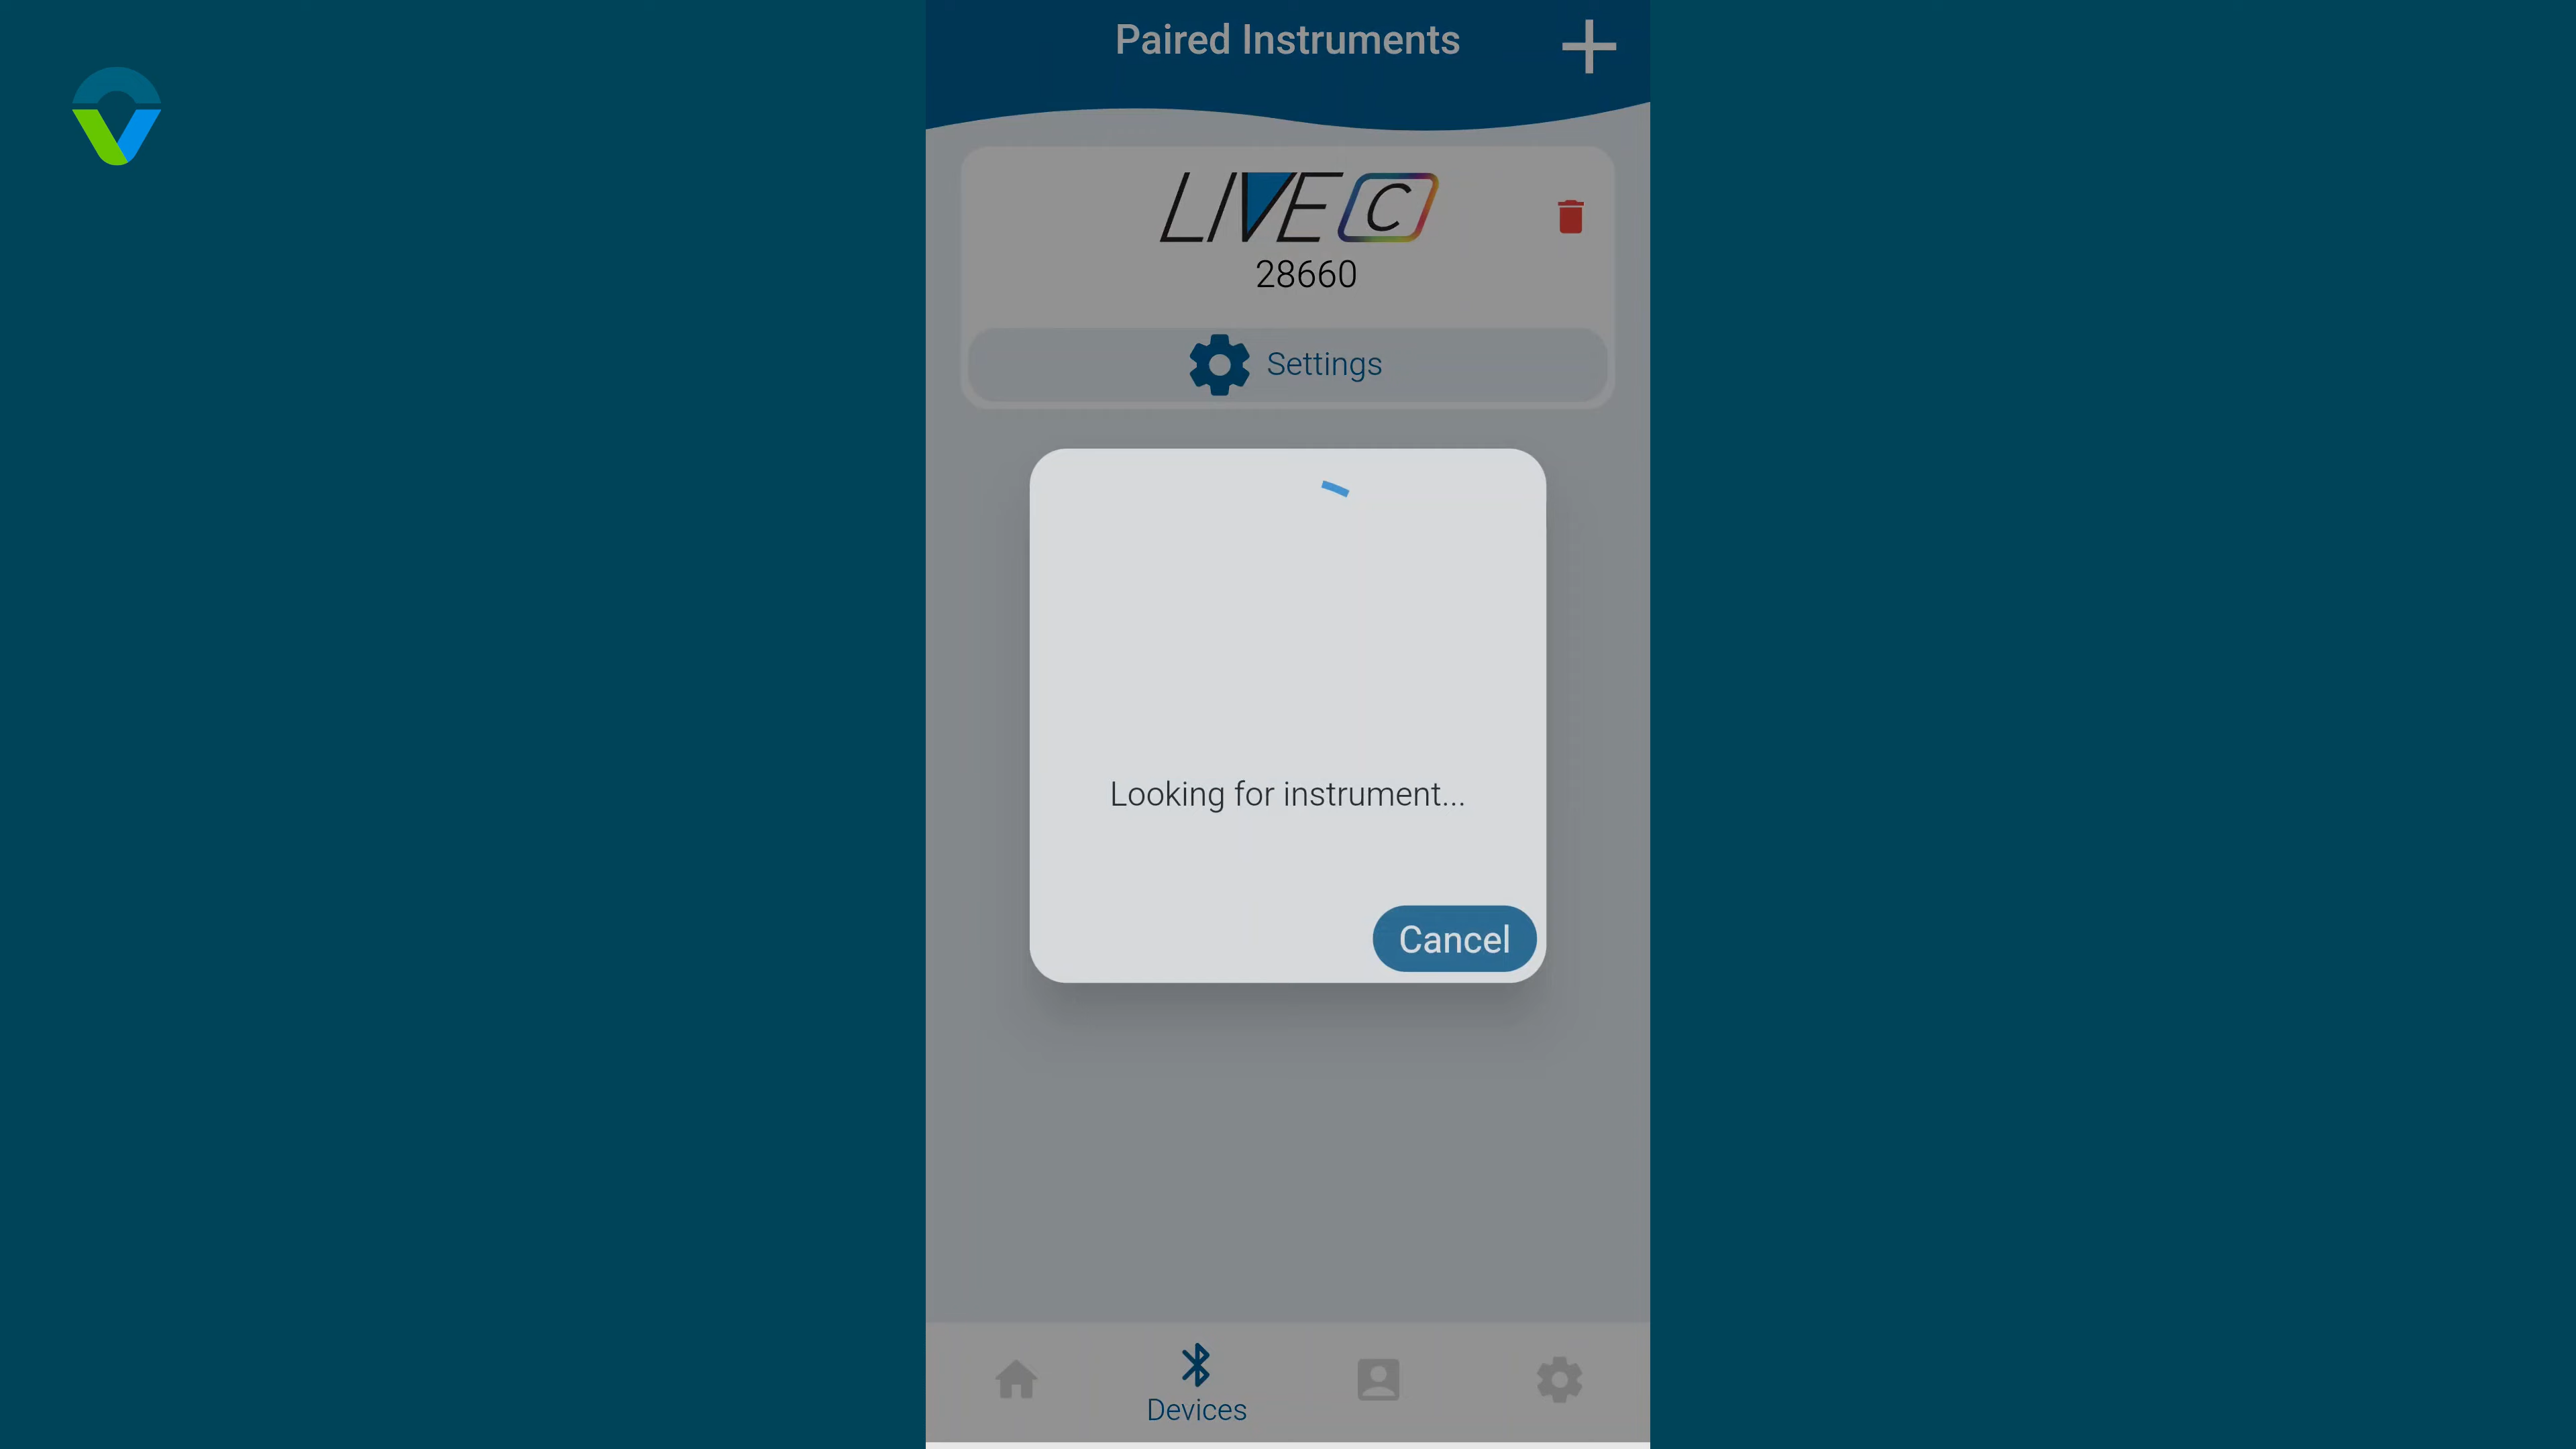 Paired Instruments
LIVE C
28660
Settings
Looking for instrument...
Cancel
Devices